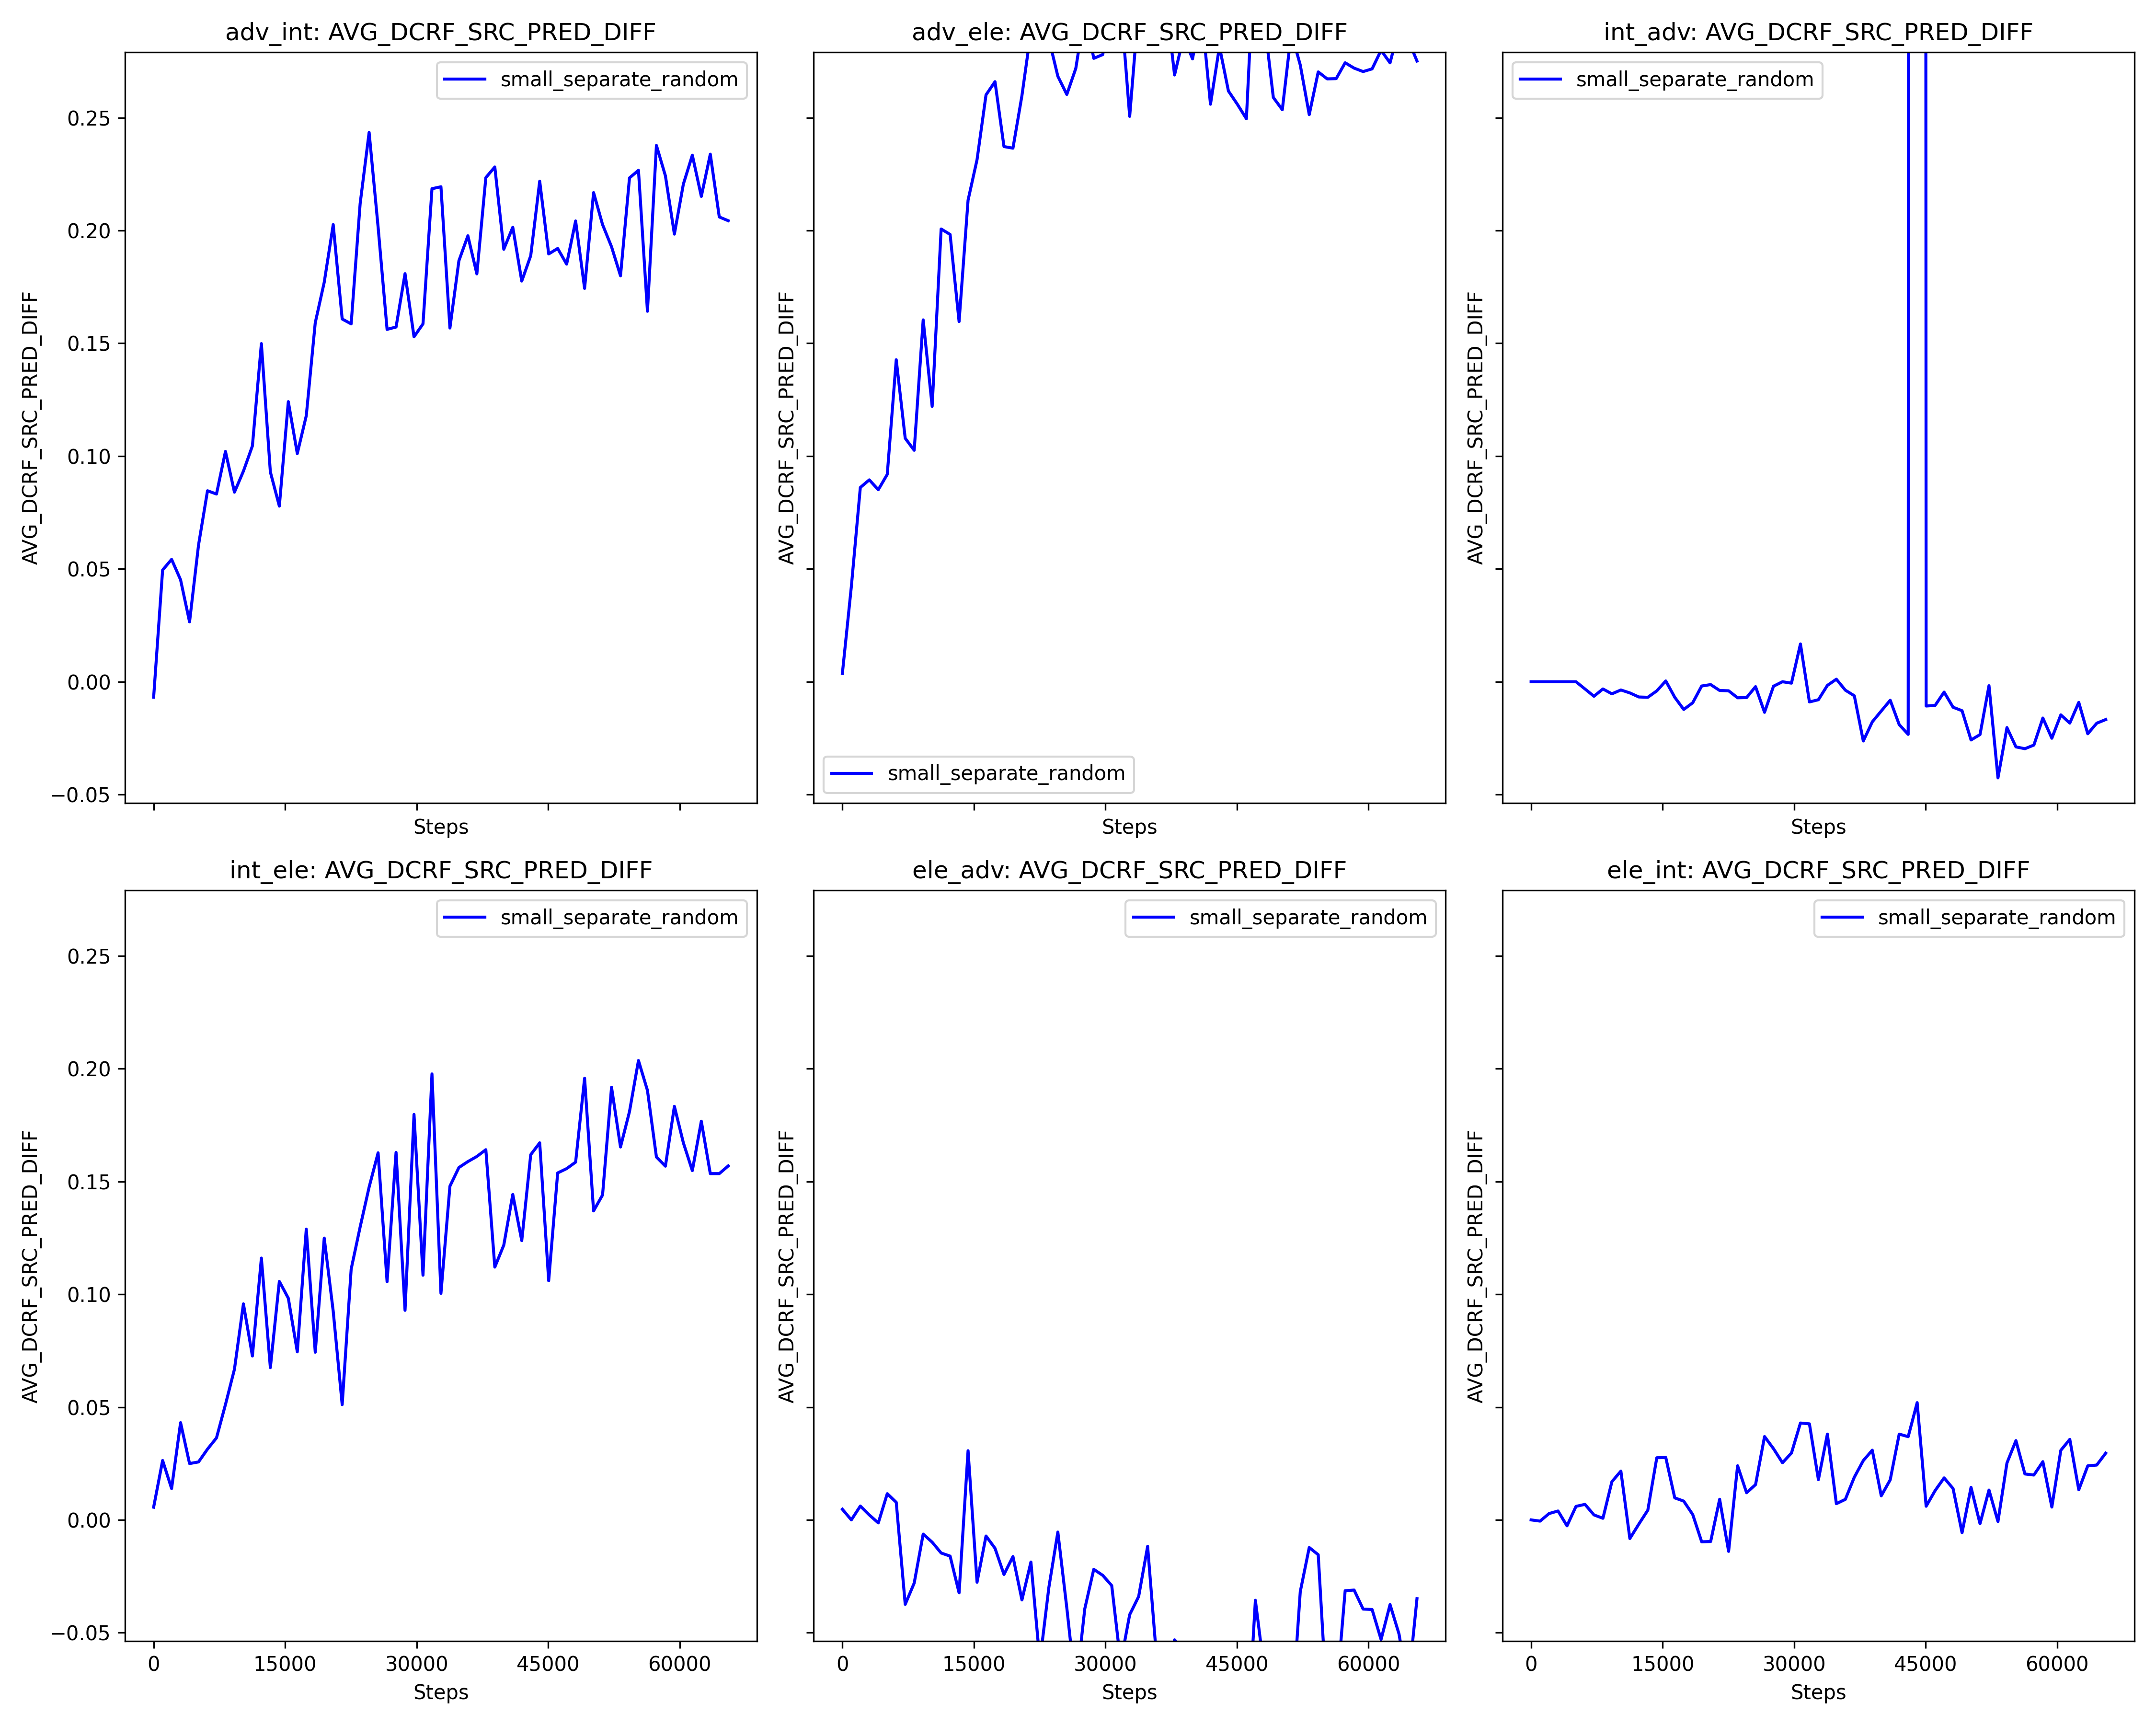 adv_int: AVG_DCRF_SRC_PRED_DIFF
adv_ele: AVG_DCRF_SRC_PRED_DIFF
int_adv: AVG_DCRF_SRC_PRED_DIFF
AVG_DCRF_SRC_PRED_DIFF
0.25
0.20
0.15
0.10
0.05
0.00
−0.05
small_separate_random
Steps
AVG_DCRF_SRC_PRED_DIFF
small_separate_random
Steps
AVG_DCRF_SRC_PRED_DIFF
small_separate_random
Steps
int_ele: AVG_DCRF_SRC_PRED_DIFF
ele_adv: AVG_DCRF_SRC_PRED_DIFF
ele_int: AVG_DCRF_SRC_PRED_DIFF
AVG_DCRF_SRC_PRED_DIFF
0.25
0.20
0.15
0.10
0.05
0.00
−0.05
small_separate_random
0 15000 30000 45000 60000
Steps
AVG_DCRF_SRC_PRED_DIFF
small_separate_random
0 15000 30000 45000 60000
Steps
AVG_DCRF_SRC_PRED_DIFF
small_separate_random
0 15000 30000 45000 60000
Steps